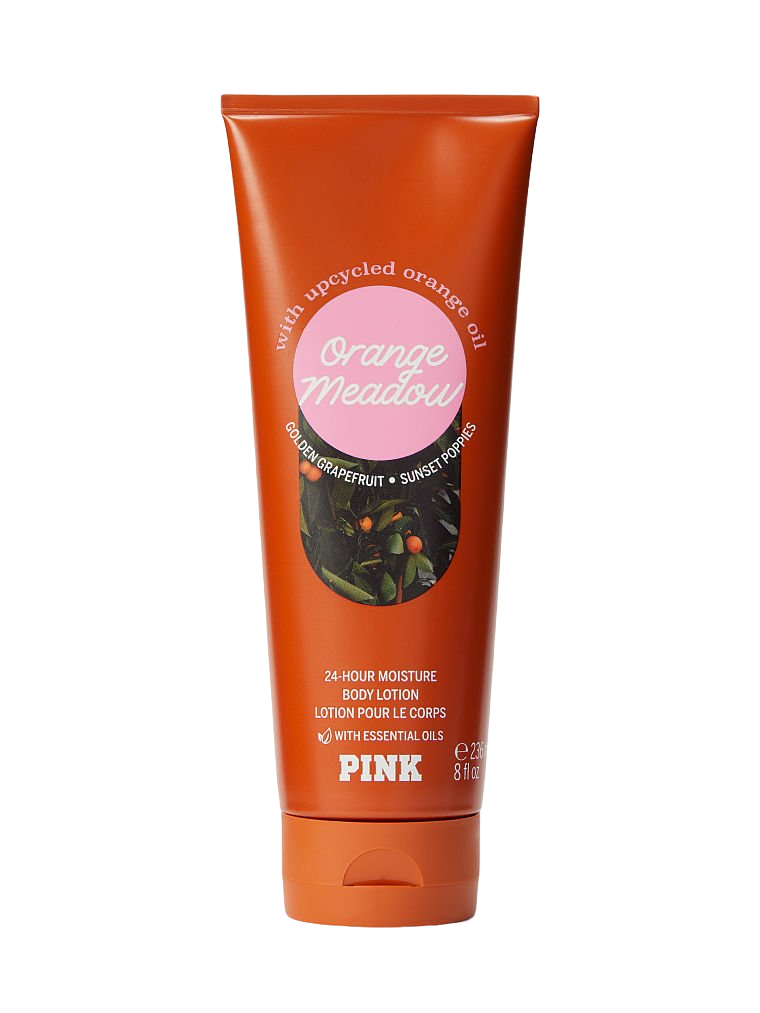 with upcycled orange oil
Orange
Meadow
GOLDEN GRAPEFRUIT • SUNSET POPPIES
24-HOUR MOISTURE
BODY LOTION
LOTION POUR LE CORPS
WITH ESSENTIAL OILS
PINK
℮ 236
8 fl oz